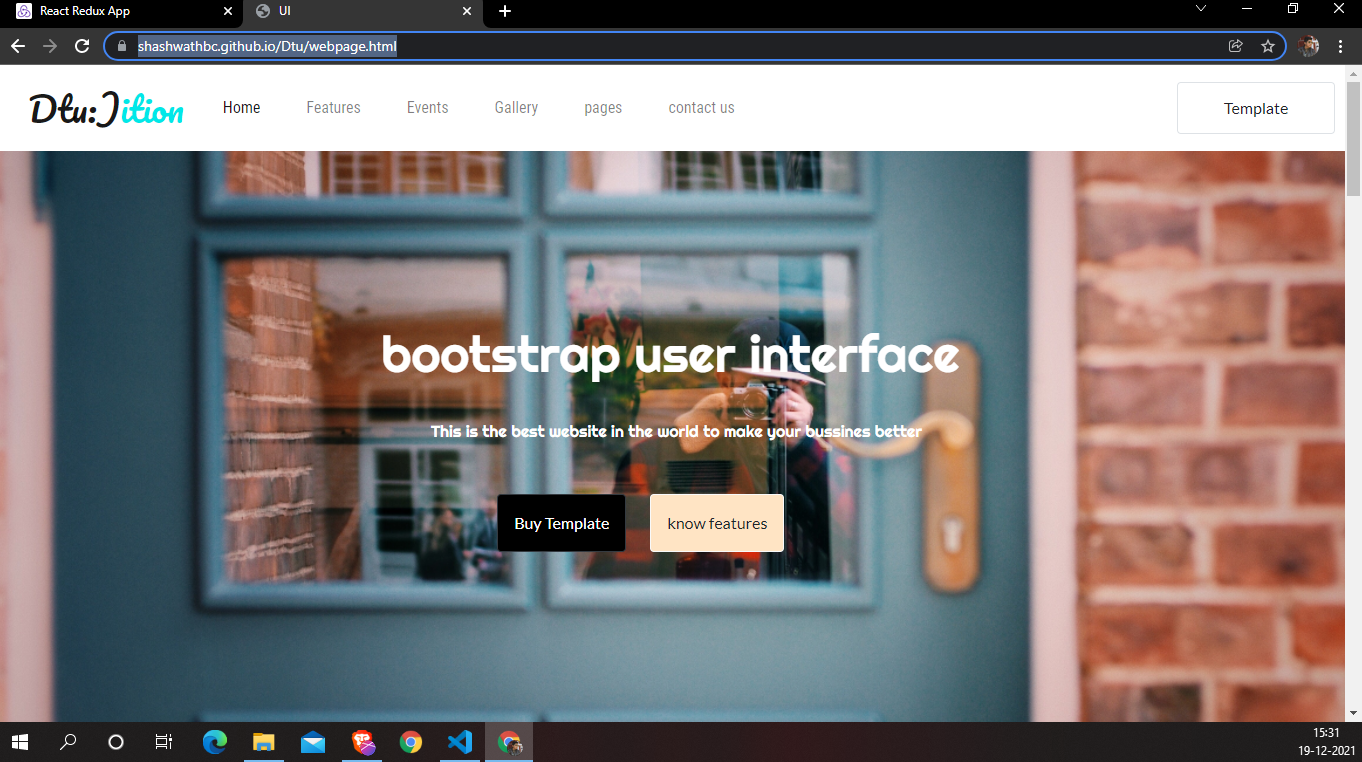 React Redux App
UI
shashwathbc.github.io/Dtu/webpage.html
Dtu:Jition
Home Features Events Gallery pages contact us
Template
bootstrap user interface
This is the best website in the world to make your bussines better
Buy Template know features
15:31
19-12-2021